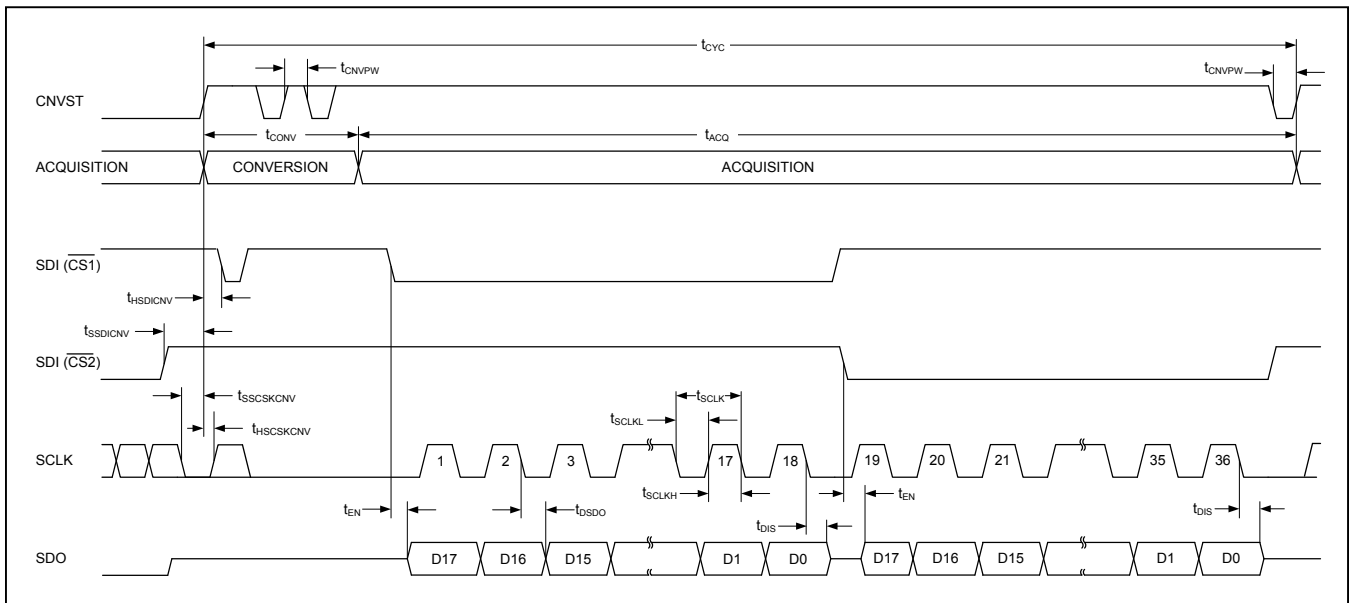 tCYC
tCNVPW
tCNVPW
CNVST
tCONV
tACQ
ACQUISITION
CONVERSION
ACQUISITION
SDI (CS1)
tHSDICNV
tSSDICNV
SDI (CS2)
tSSCSKCNV
tHSCSKCNV
tSCLK
tSCLKL
SCLK
1 2 3 17 18 19 20 21 35 36
tSCLKH
tEN
tDSDO
tDIS
tEN
tDIS
SDO
D17 D16 D15 D1 D0 D17 D16 D15 D1 D0